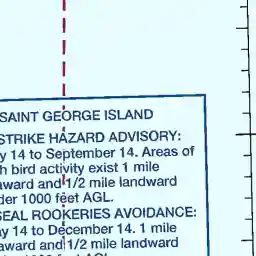 SAINT GEORGE ISLAND
STRIKE HAZARD ADVISORY:
y 14 to September 14. Areas of
h bird activity exist 1 mile
award and 1/2 mile landward
der 1000 feet AGL.
SEAL ROOKERIES AVOIDANCE:
ay 14 to December 14. 1 mile
award and 1/2 mile landward